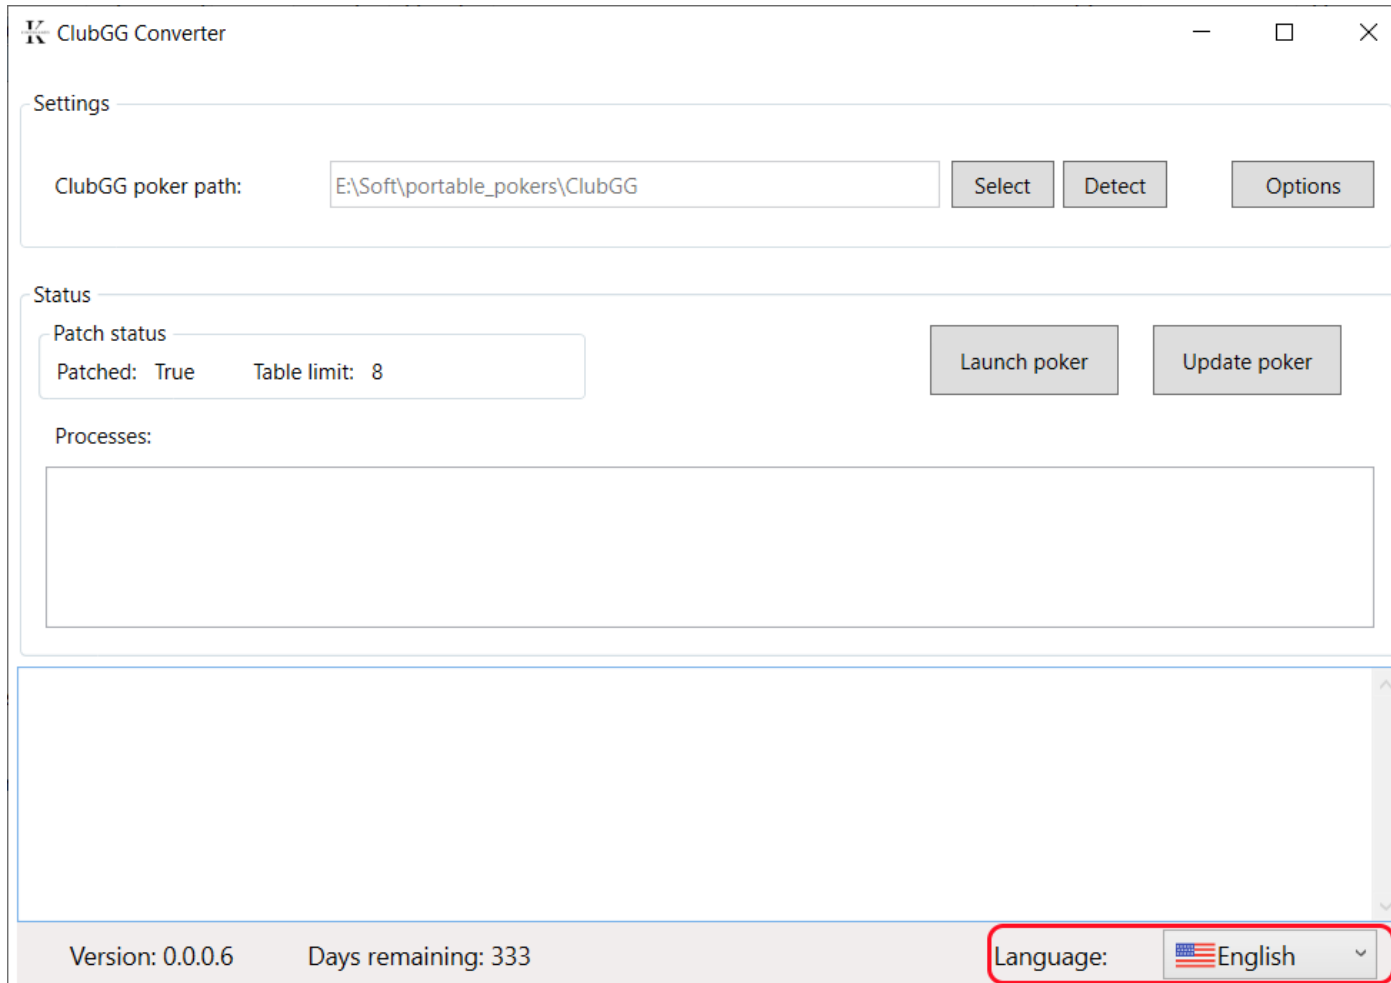 K ClubGG Converter
Settings
ClubGG poker path: E:\Soft\portable_pokers\ClubGG Select Detect Options
Status
Patch status
Patched: True Table limit: 8
Launch poker Update poker
Processes:
Version: 0.0.0.6 Days remaining: 333 Language: English